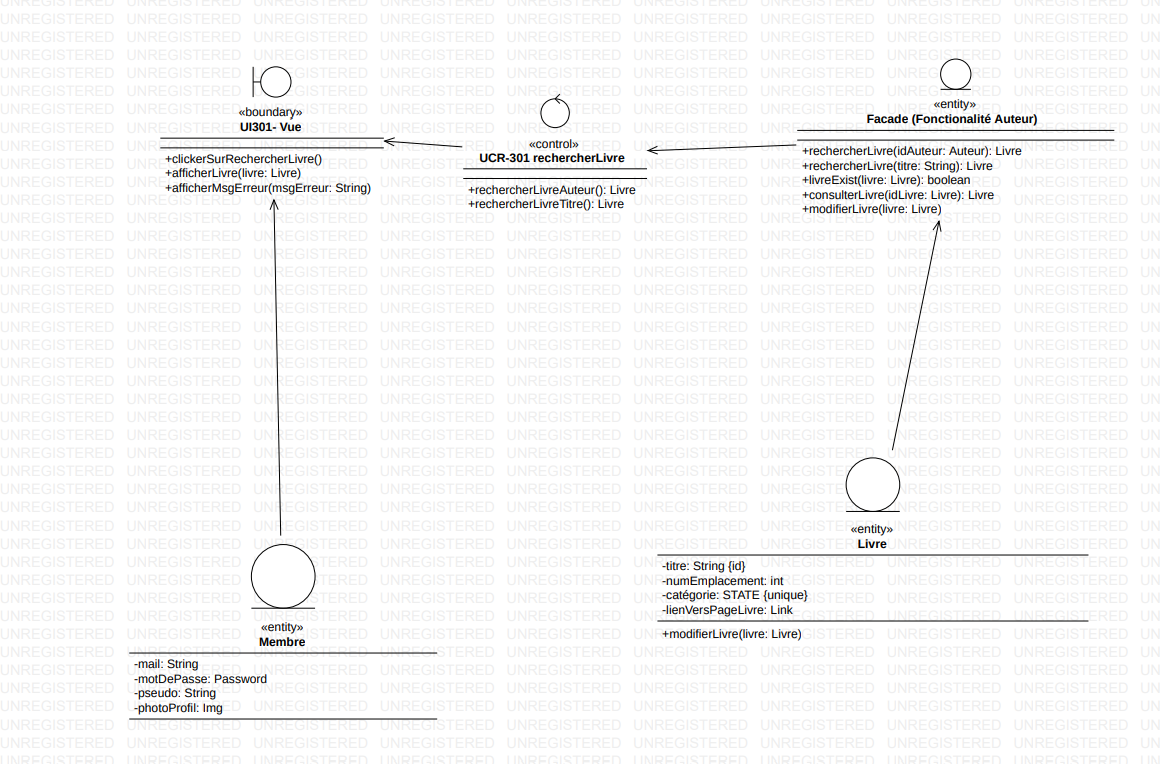 «boundary»
UI301- Vue
+clickerSurRechercherLivre()
+afficherLivre(livre: Livre)
+afficherMsgErreur(msgErreur: String)
«control»
UCR-301 rechercherLivre
+rechercherLivreAuteur(): Livre
+rechercherLivreTitre(): Livre
«entity»
Facade (Fonctionalité Auteur)
+rechercherLivre(idAuteur: Auteur): Livre
+rechercherLivre(titre: String): Livre
+livreExist(livre: Livre): boolean
+consulterLivre(idLivre: Livre): Livre
+modifierLivre(livre: Livre)
«entity»
Livre
-titre: String {id}
-numEmplacement: int
-catégorie: STATE {unique}
-lienVersPageLivre: Link
+modifierLivre(livre: Livre)
«entity»
Membre
-mail: String
-motDePasse: Password
-pseudo: String
-photoProfil: Img
UNREGISTERED